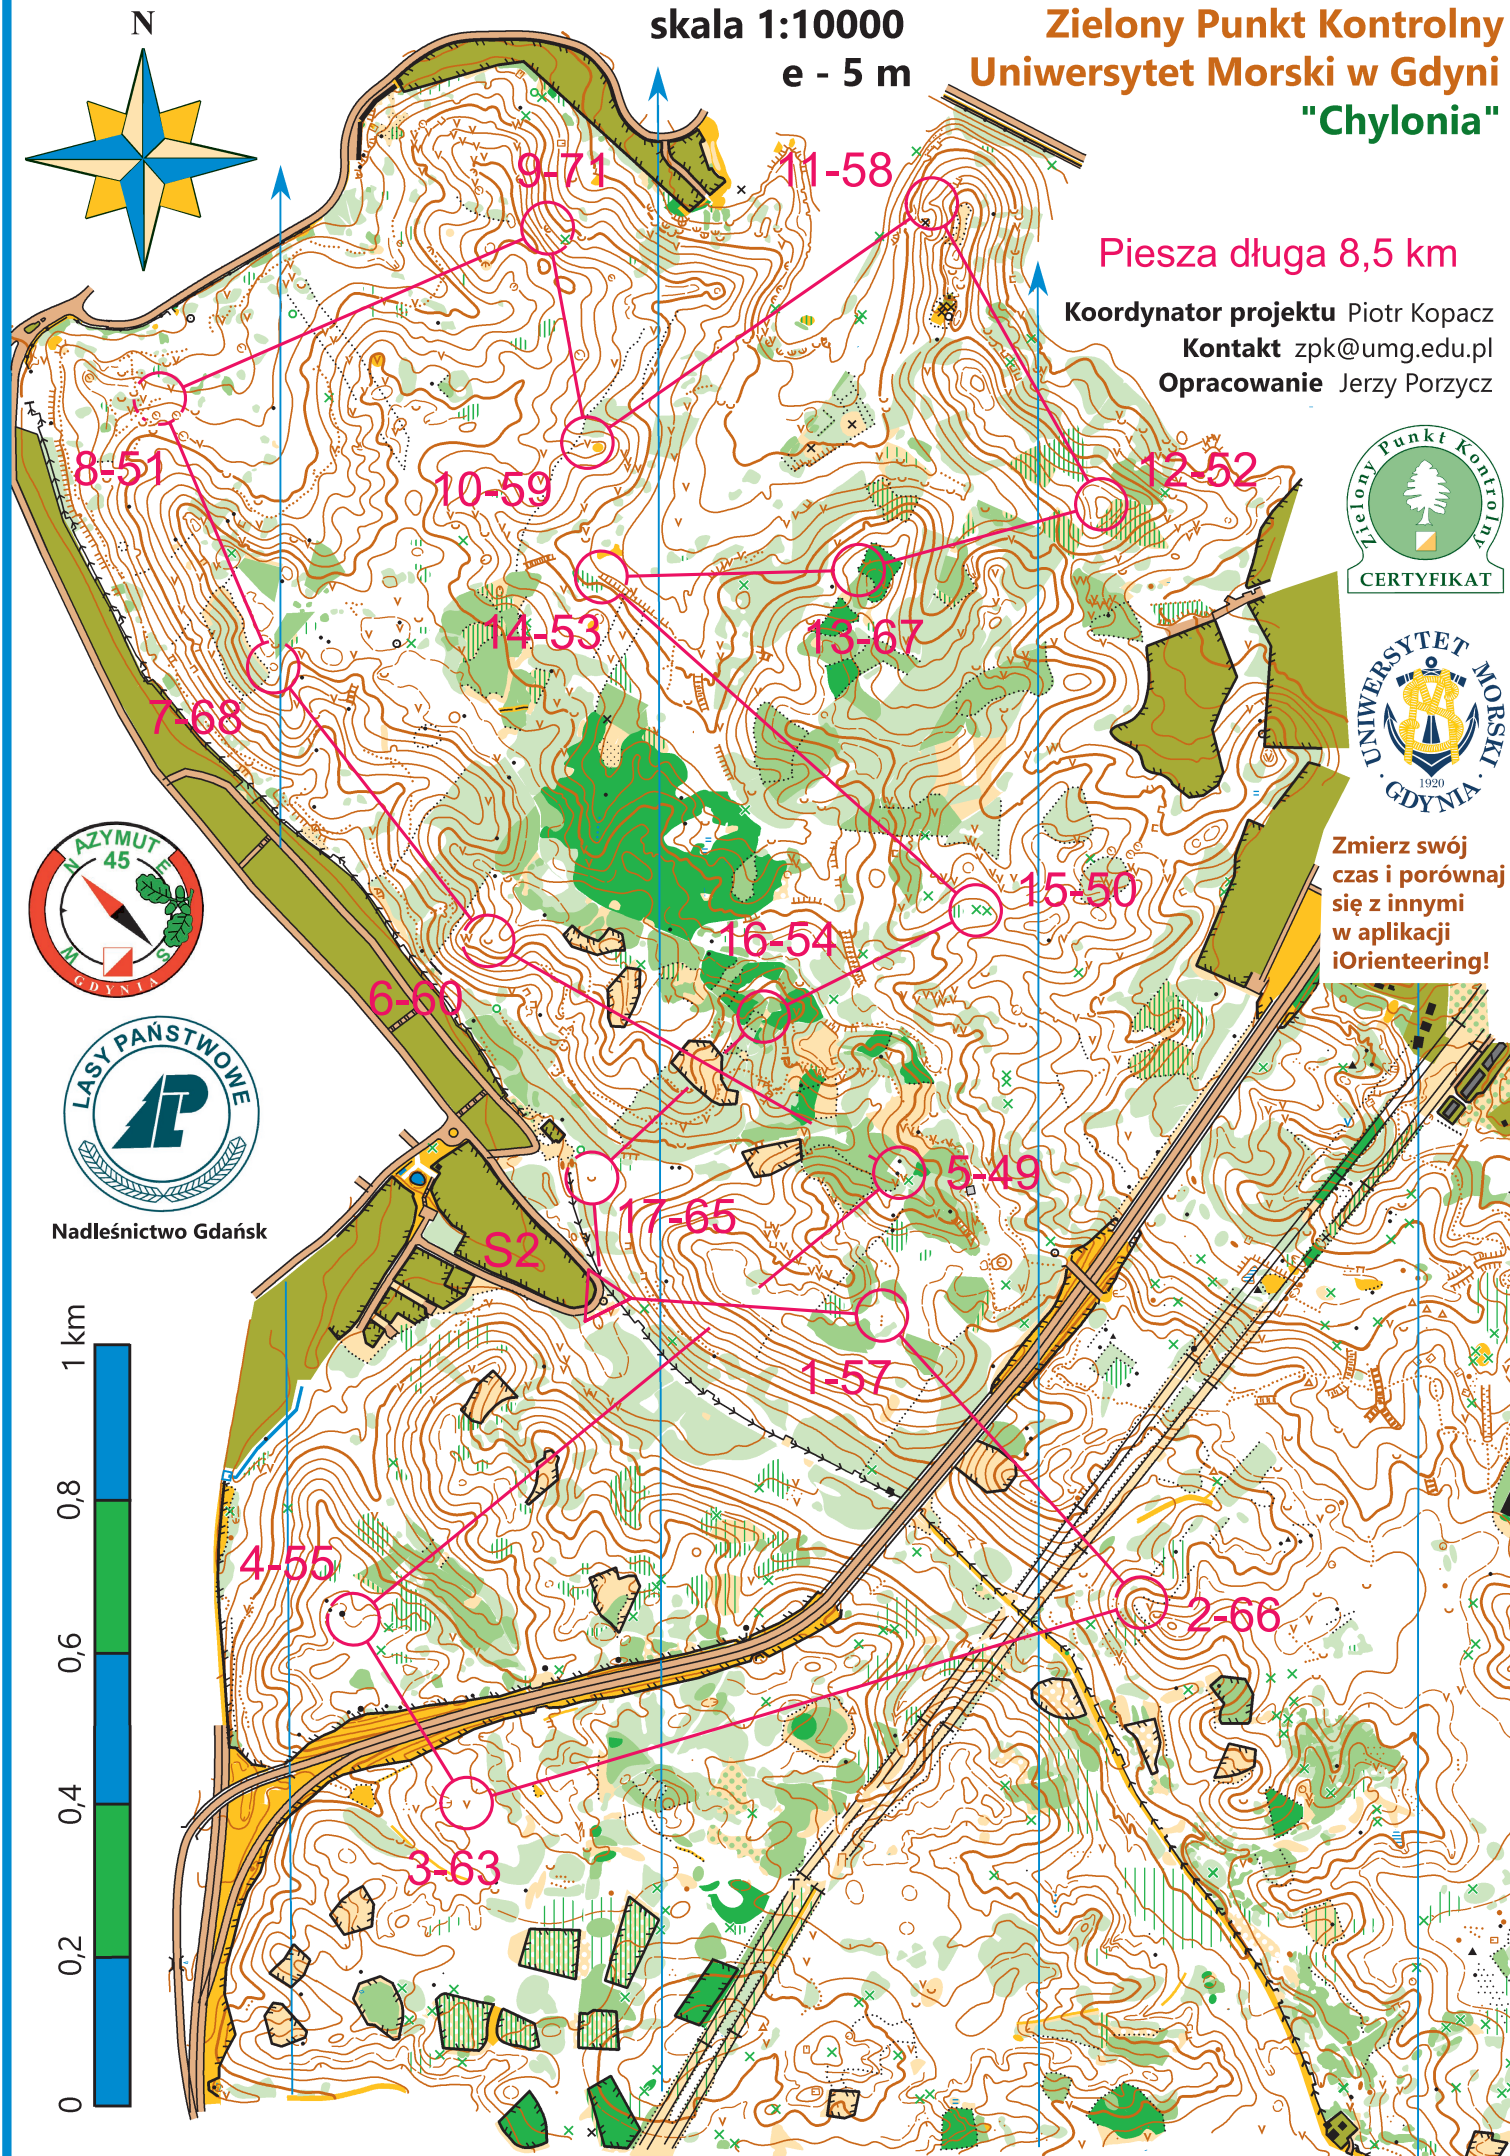 N
skala 1:10000
e - 5 m
Zielony Punkt Kontrolny
Uniwersytet Morski w Gdyni
"Chylonia"
Piesza długa 8,5 km
Koordynator projektu Piotr Kopacz
Kontakt zpk@umg.edu.pl
Opracowanie Jerzy Porzycz
9-71
11-58
8-51
10-59
12-52
14-53
13-67
7-68
15-50
16-54
6-60
5-49
17-65
S2
1-57
4-55
2-66
3-63
Zielony Punkt Kontrolny
CERTYFIKAT
UNIWERSYTET MORSKI
1920
· GDYNIA ·
Zmierz swój
czas i porównaj
się z innymi
w aplikacji
iOrienteering!
AZYMUT
45
N
E
W
S
GDYNIA
LASY PAŃSTWOWE
LP
Nadleśnictwo Gdańsk
1 km
0,8
0,6
0,4
0,2
0